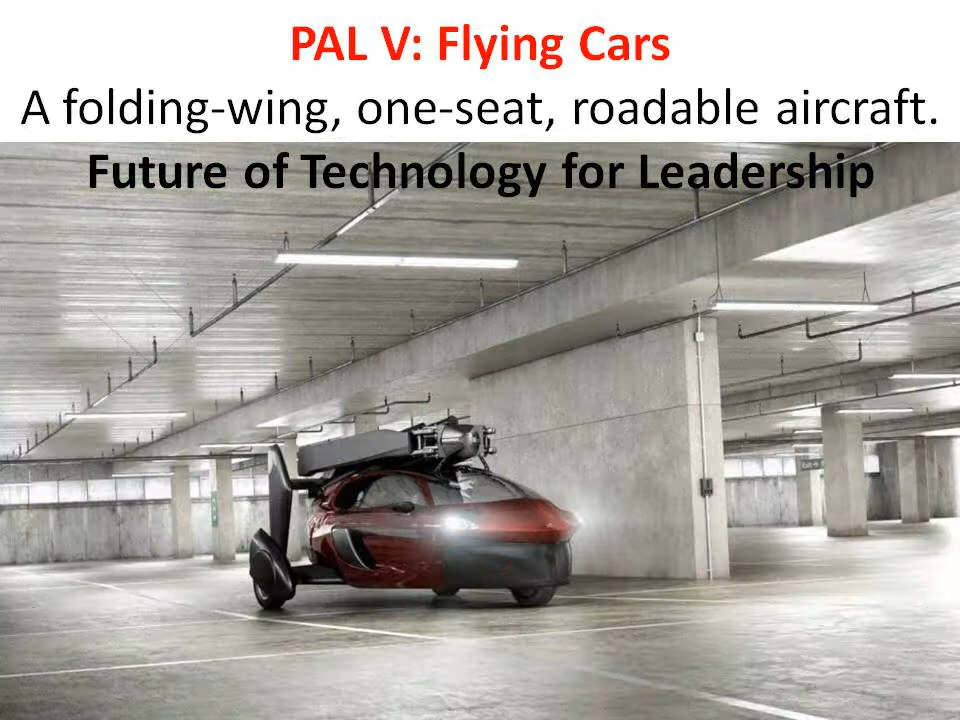 PAL V: Flying Cars
A folding-wing, one-seat, roadable aircraft.
Future of Technology for Leadership